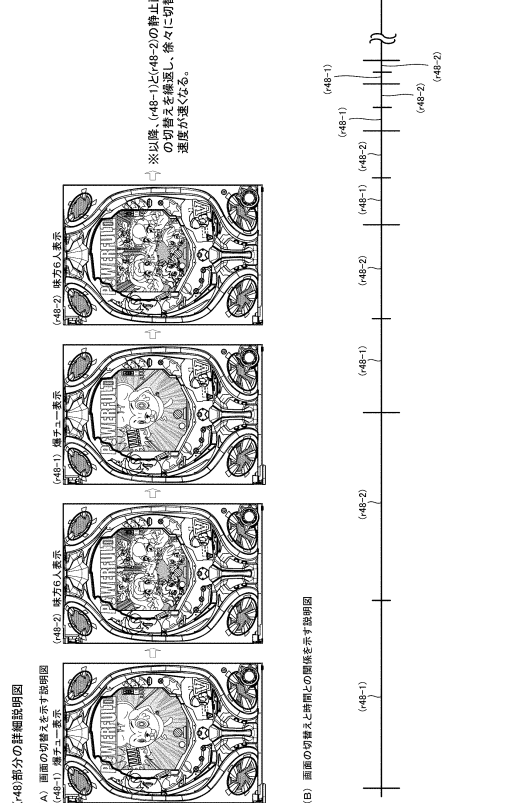 (r48)部分の詳細説明図
(A) 画面の切替えを示す説明図
(r48-1) 爆チュー表示
(r48-2) 味方6人表示
(r48-1) 爆チュー表示
(r48-2) 味方6人表示
POWERFUL
POWERFUL
POWERFUL
POWERFUL
※以降、(r48-1)と(r48-2)の静止画
の切替えを繰返し、徐々に切替
速度が速くなる。
(B) 画面の切替えと時間との関係を示す説明図
(r48-1)
(r48-2)
(r48-1)
(r48-2)
(r48-1)
(r48-2)
(r48-1)
(r48-2)
(r48-1)
(r48-2)